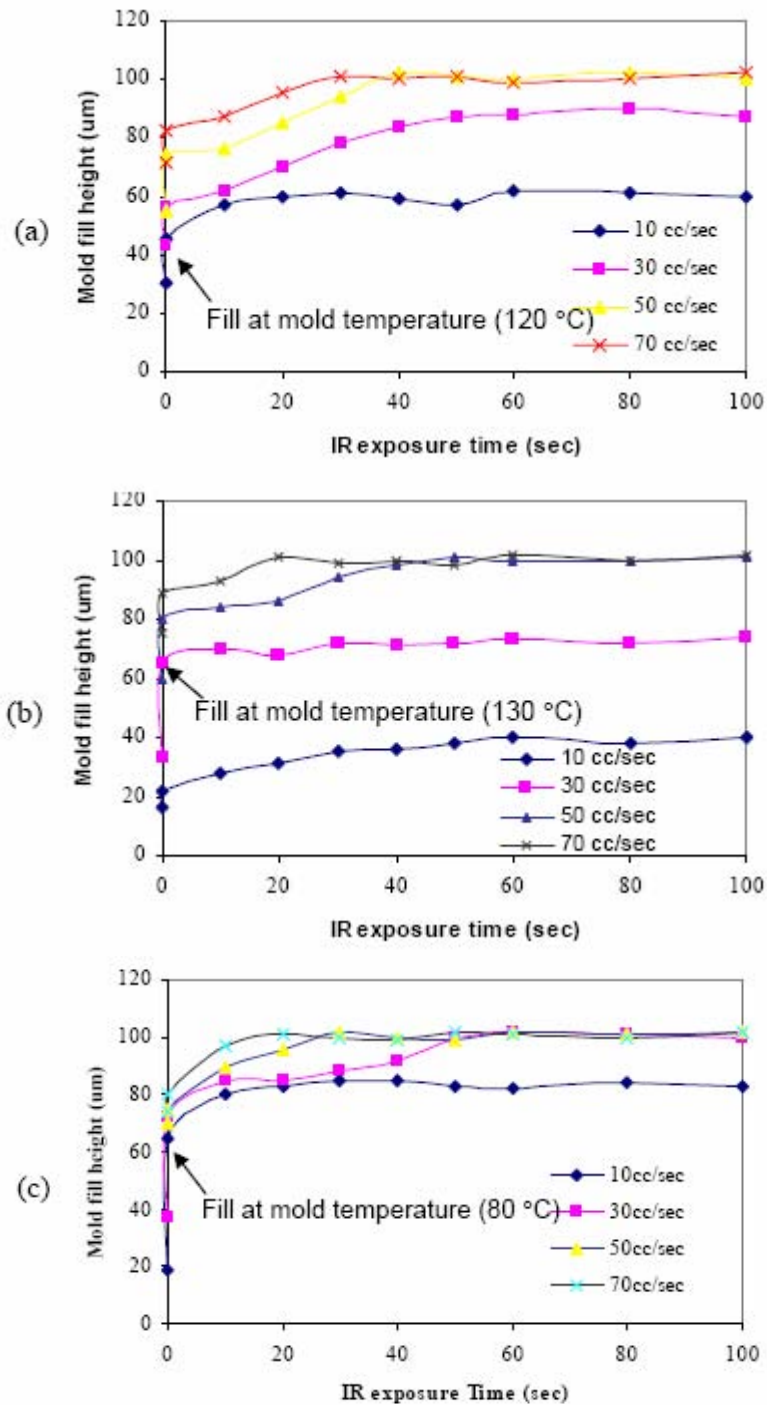 (a)
Mold fill height (um)
120
100
80
60
40
20
0
Fill at mold temperature (120 °C)
10 cc/sec
30 cc/sec
50 cc/sec
70 cc/sec
0 20 40 60 80 100
IR exposure time (sec)
(b)
Mold fill height (um)
120
100
80
60
40
20
0
Fill at mold temperature (130 °C)
10 cc/sec
30 cc/sec
50 cc/sec
70 cc/sec
0 20 40 60 80 100
IR exposure time (sec)
(c)
Mold fill height (um)
120
100
80
60
40
20
0
Fill at mold temperature (80 °C)
10cc/sec
30cc/sec
50cc/sec
70cc/sec
0 20 40 60 80 100
IR exposure Time (sec)